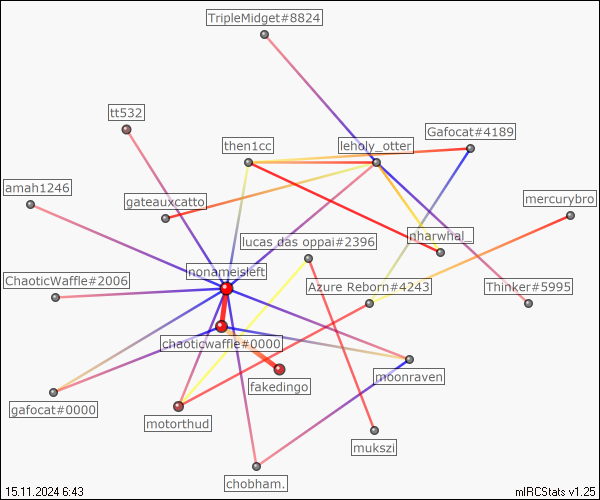 TripleMidget#8824
tt532
Gafocat#4189
then1cc
leholy_otter
amah1246
mercurybro
gateauxcatto
nharwhal_
lucas das oppai#2396
nonameisleft
ChaoticWaffle#2006
Azure Reborn#4243
Thinker#5995
chaoticwaffle#0000
moonraven
fakedingo
gafocat#0000
motorthud
mukszi
chobham.
15.11.2024 6:43
mIRCStats v1.25